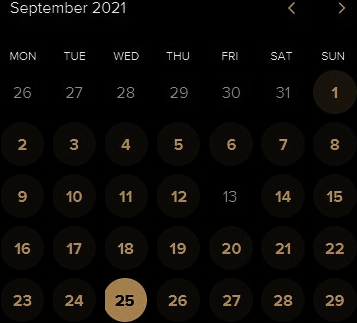 September 2021
MON TUE WED THU FRI SAT SUN
26 27 28 29 30 31 1
2 3 4 5 6 7 8
9 10 11 12 13 14 15
16 17 18 19 20 21 22
23 24 25 26 27 28 29